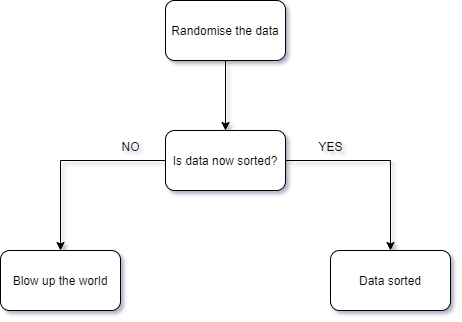 Randomise the data
Is data now sorted?
NO
YES
Blow up the world
Data sorted